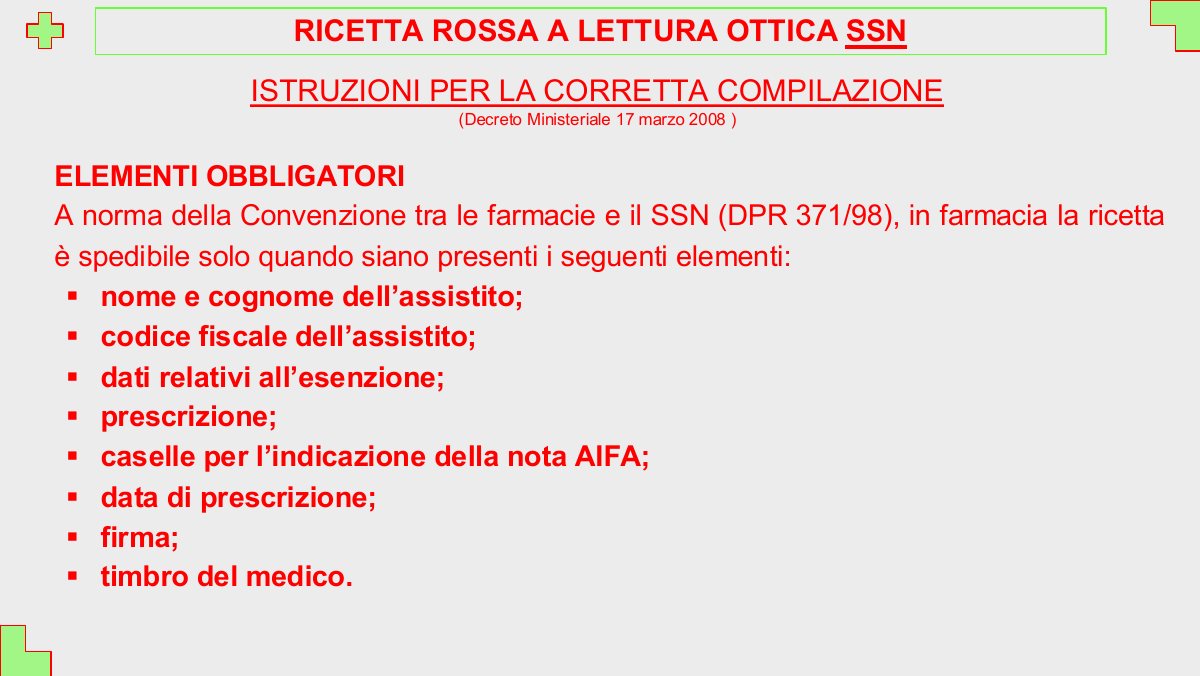 RICETTA ROSSA A LETTURA OTTICA SSN
ISTRUZIONI PER LA CORRETTA COMPILAZIONE
(Decreto Ministeriale 17 marzo 2008 )
ELEMENTI OBBLIGATORI
A norma della Convenzione tra le farmacie e il SSN (DPR 371/98), in farmacia la ricetta
è spedibile solo quando siano presenti i seguenti elementi:
▪ nome e cognome dell’assistito;
▪ codice fiscale dell’assistito;
▪ dati relativi all’esenzione;
▪ prescrizione;
▪ caselle per l’indicazione della nota AIFA;
▪ data di prescrizione;
▪ firma;
▪ timbro del medico.